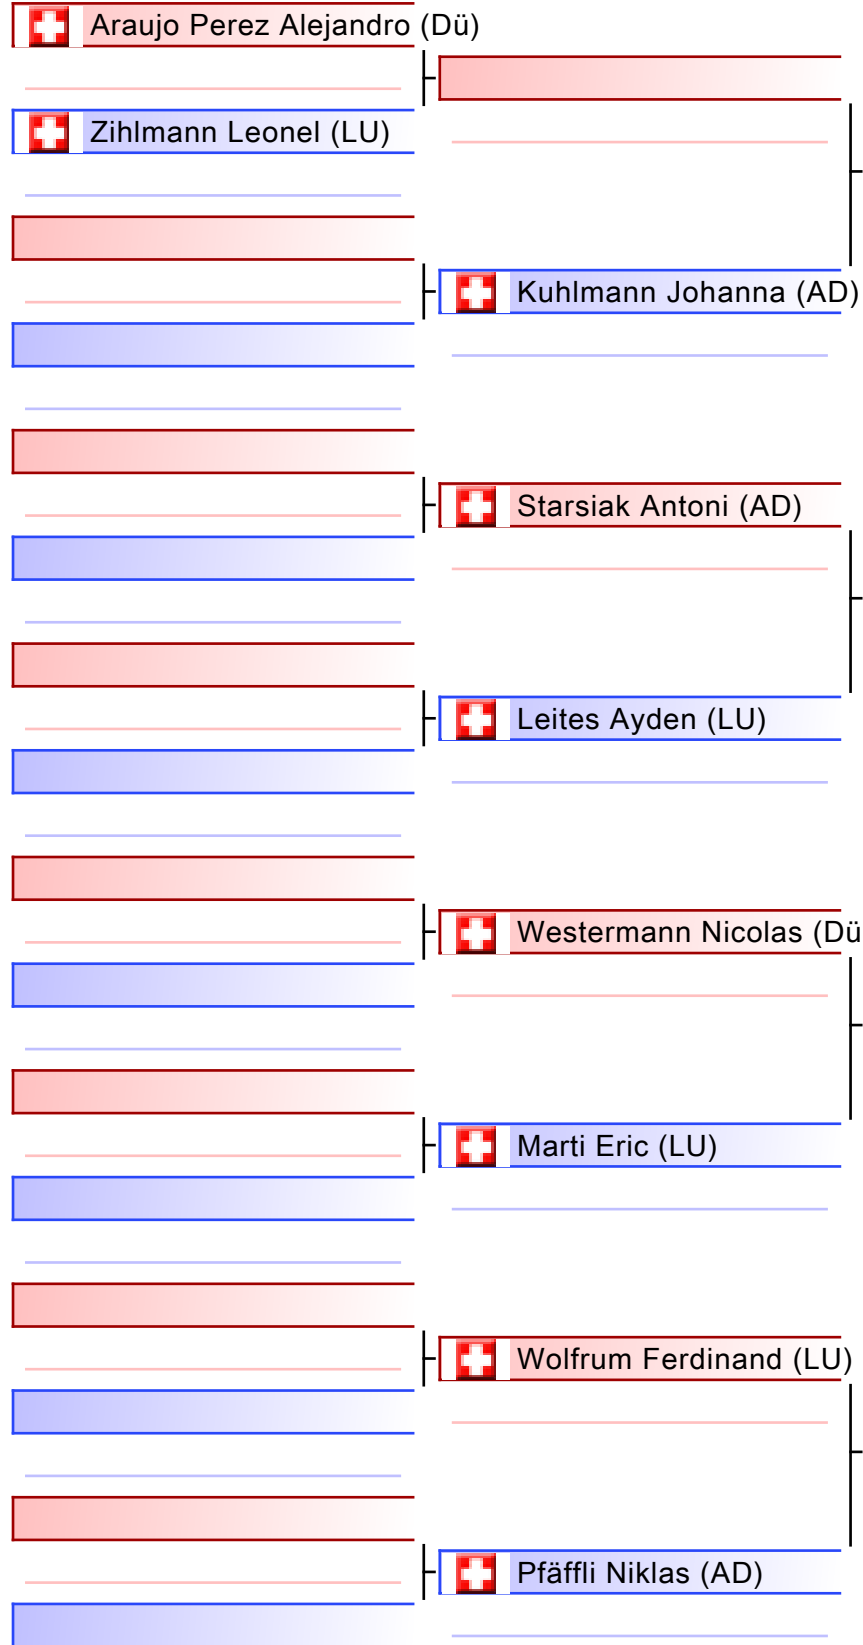 Araujo Perez Alejandro (Dü)
Zihlmann Leonel (LU)
Kuhlmann Johanna (AD)
Starsiak Antoni (AD)
Leites Ayden (LU)
Westermann Nicolas (Dü
Marti Eric (LU)
Wolfrum Ferdinand (LU)
Pfäffli Niklas (AD)